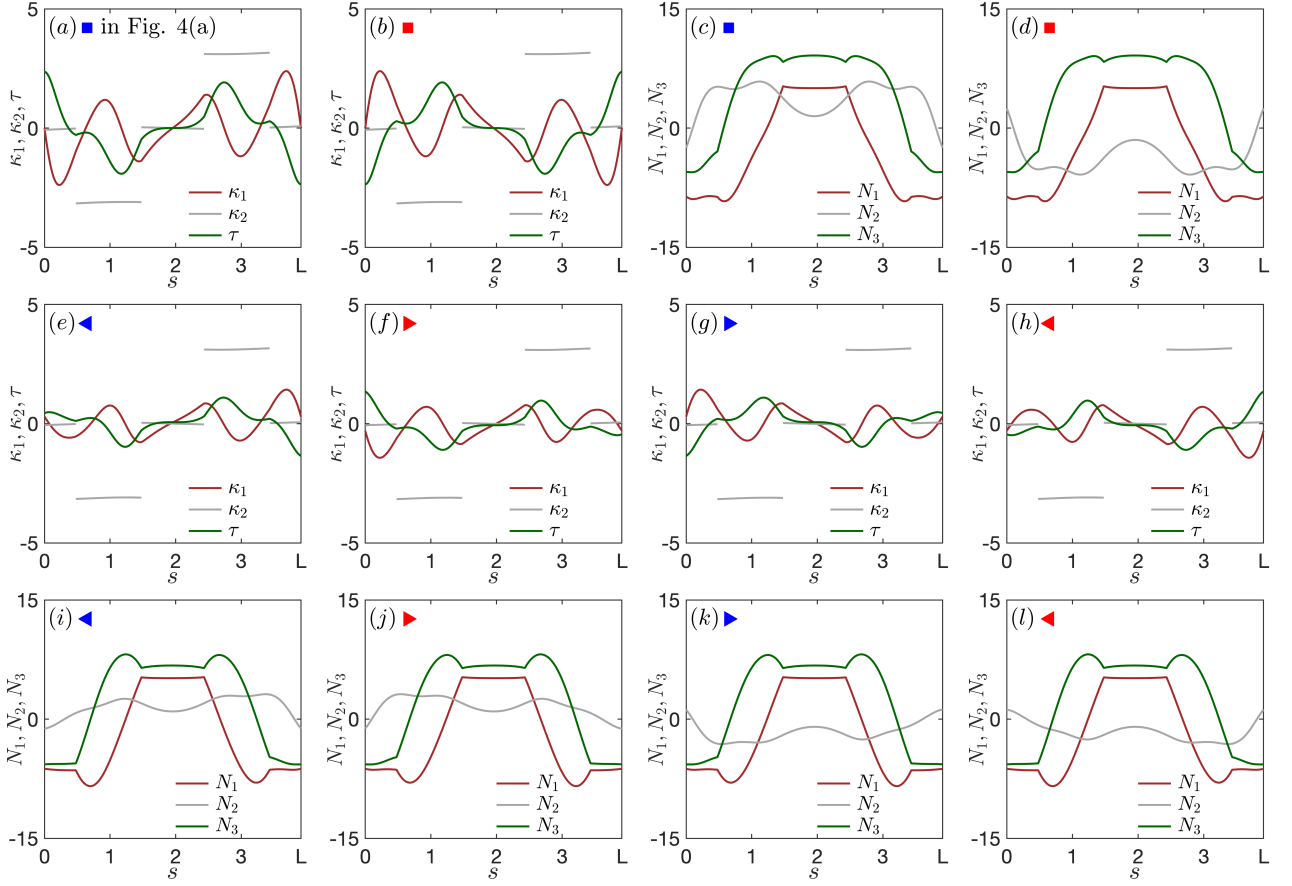 (a) in Fig. 4(a)
5
0
-5
κ1, κ2, τ
κ1
κ2
τ
0 1 2 3 L
s
(b)
5
0
-5
κ1, κ2, τ
κ1
κ2
τ
0 1 2 3 L
s
(c)
15
0
-15
N1, N2, N3
N1
N2
N3
0 1 2 3 L
s
(d)
15
0
-15
N1, N2, N3
N1
N2
N3
0 1 2 3 L
s
(e)
5
0
-5
κ1, κ2, τ
κ1
κ2
τ
0 1 2 3 L
s
(f)
5
0
-5
κ1, κ2, τ
κ1
κ2
τ
0 1 2 3 L
s
(g)
5
0
-5
κ1, κ2, τ
κ1
κ2
τ
0 1 2 3 L
s
(h)
5
0
-5
κ1, κ2, τ
κ1
κ2
τ
0 1 2 3 L
s
(i)
15
0
-15
N1, N2, N3
N1
N2
N3
0 1 2 3 L
s
(j)
15
0
-15
N1, N2, N3
N1
N2
N3
0 1 2 3 L
s
(k)
15
0
-15
N1, N2, N3
N1
N2
N3
0 1 2 3 L
s
(l)
15
0
-15
N1, N2, N3
N1
N2
N3
0 1 2 3 L
s